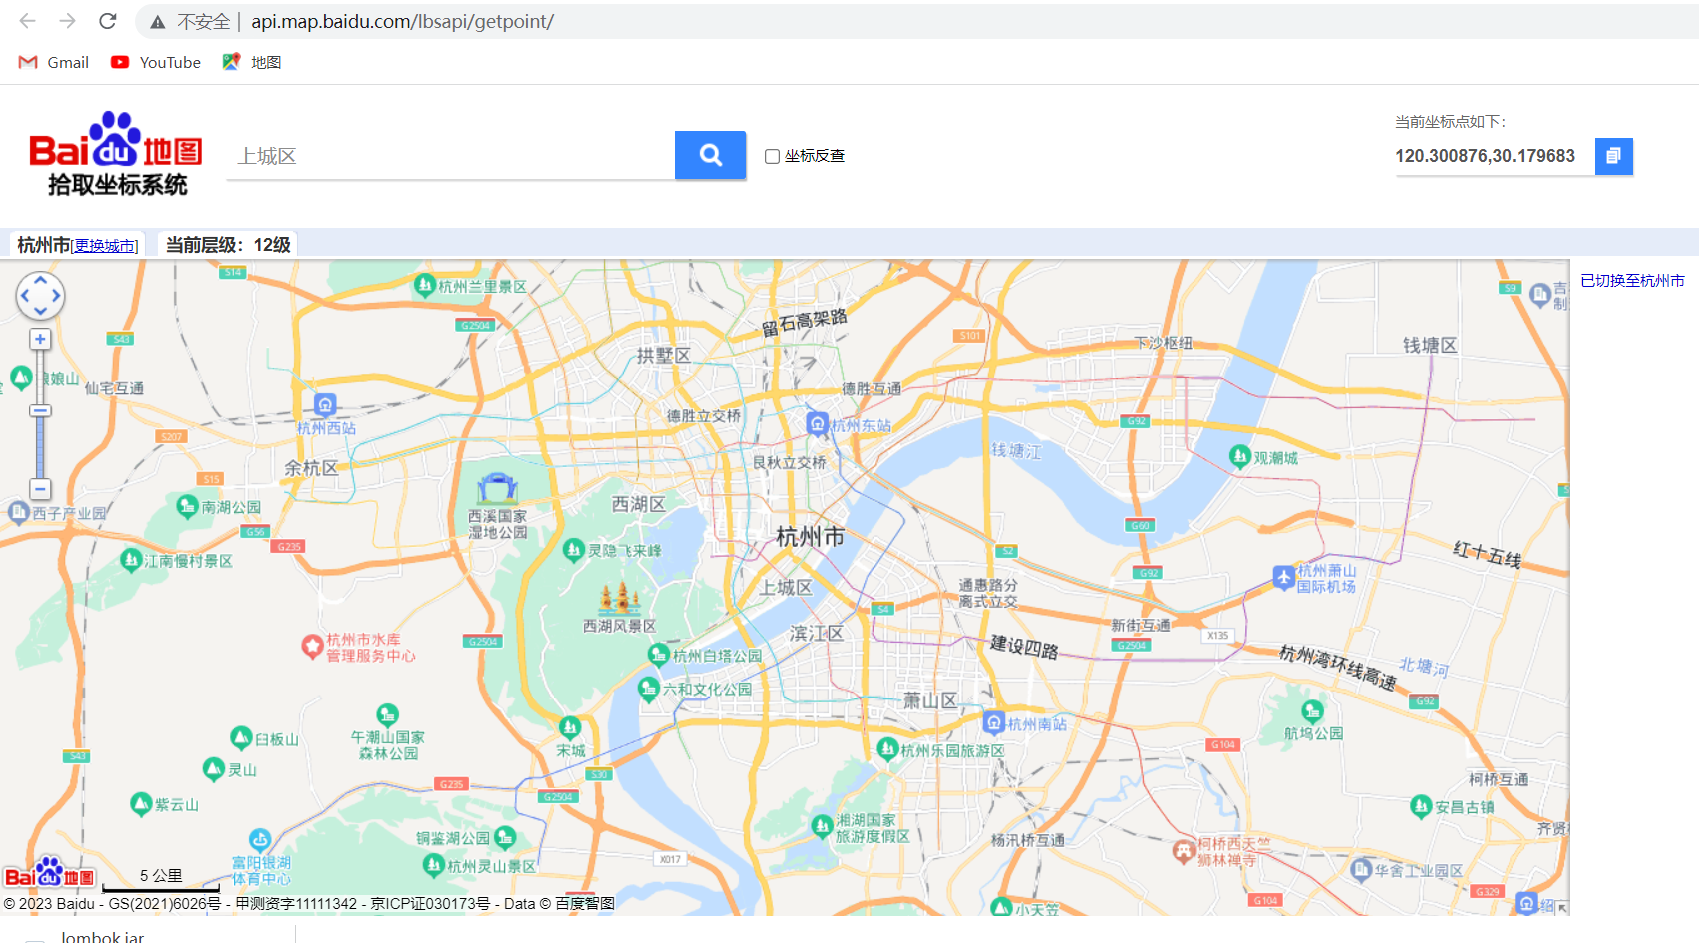 不安全 | api.map.baidu.com/lbsapi/getpoint/
Gmail YouTube 地图
Bai du 地图
拾取坐标系统
上城区
坐标反查
当前坐标点如下:
120.300876,30.179683
杭州市[更换城市] 当前层级：12级
已切换至杭州市
S14
杭州兰里景区
S9
吉
制
G2504
留石高架路
S43
S101
下沙枢纽
钱塘区
拱墅区
娘山
仙宅互通
德胜互通
杭州西站
德胜立交桥
杭州东站
G92
S207
钱塘江
观潮城
余杭区
艮秋立交桥
S15
西湖区
南湖公园
西子产业园
西溪国家
湿地公园
G56
G235
杭州市
G60
灵隐飞来峰
S2
红十五线
江南慢村景区
G92
杭州萧山
国际机场
上城区
通惠路分
离式立交
S4
西湖风景区
滨江区
新街互通
X135
杭州市水库
管理服务中心
G2504
建设四路
G2504
杭州白塔公园
杭州湾环线高速
北塘河
六和文化公园
萧山区
G92
杭州南站
午潮山国家
森林公园
航坞公园
臼板山
宋城
杭州乐园旅游区
G104
S43
灵山
S30
柯桥互通
G235
G2504
紫云山
安昌古镇
湘湖国家
旅游度假区
铜鉴湖公园
杨汛桥互通
齐贤
柯桥西天竺
狮林禅寺
富阳银湖
体育中心
杭州灵山景区
X017
华舍工业园区
Bai du 地图
5 公里
G329
G104
小天竺
绍
© 2023 Baidu - GS(2021)6026号 - 甲测资字11111342 - 京ICP证030173号 - Data © 百度智图
lombok.jar